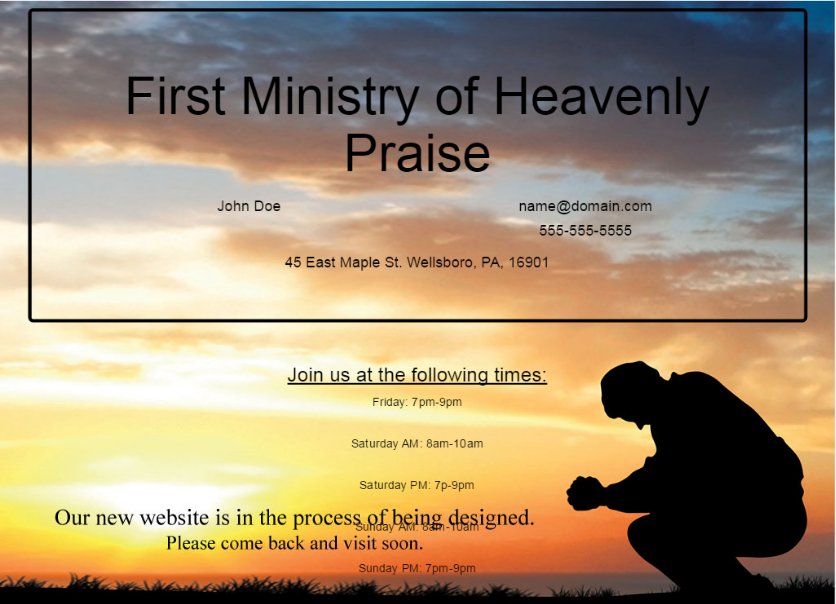 First Ministry of Heavenly
Praise
John Doe
name@domain.com
555-555-5555
45 East Maple St. Wellsboro, PA, 16901
Join us at the following times:
Friday: 7pm-9pm
Saturday AM: 8am-10am
Saturday PM: 7p-9pm
Our new website is in the process of being designed.
Sunday AM: 8am-10am
Please come back and visit soon.
Sunday PM: 7pm-9pm